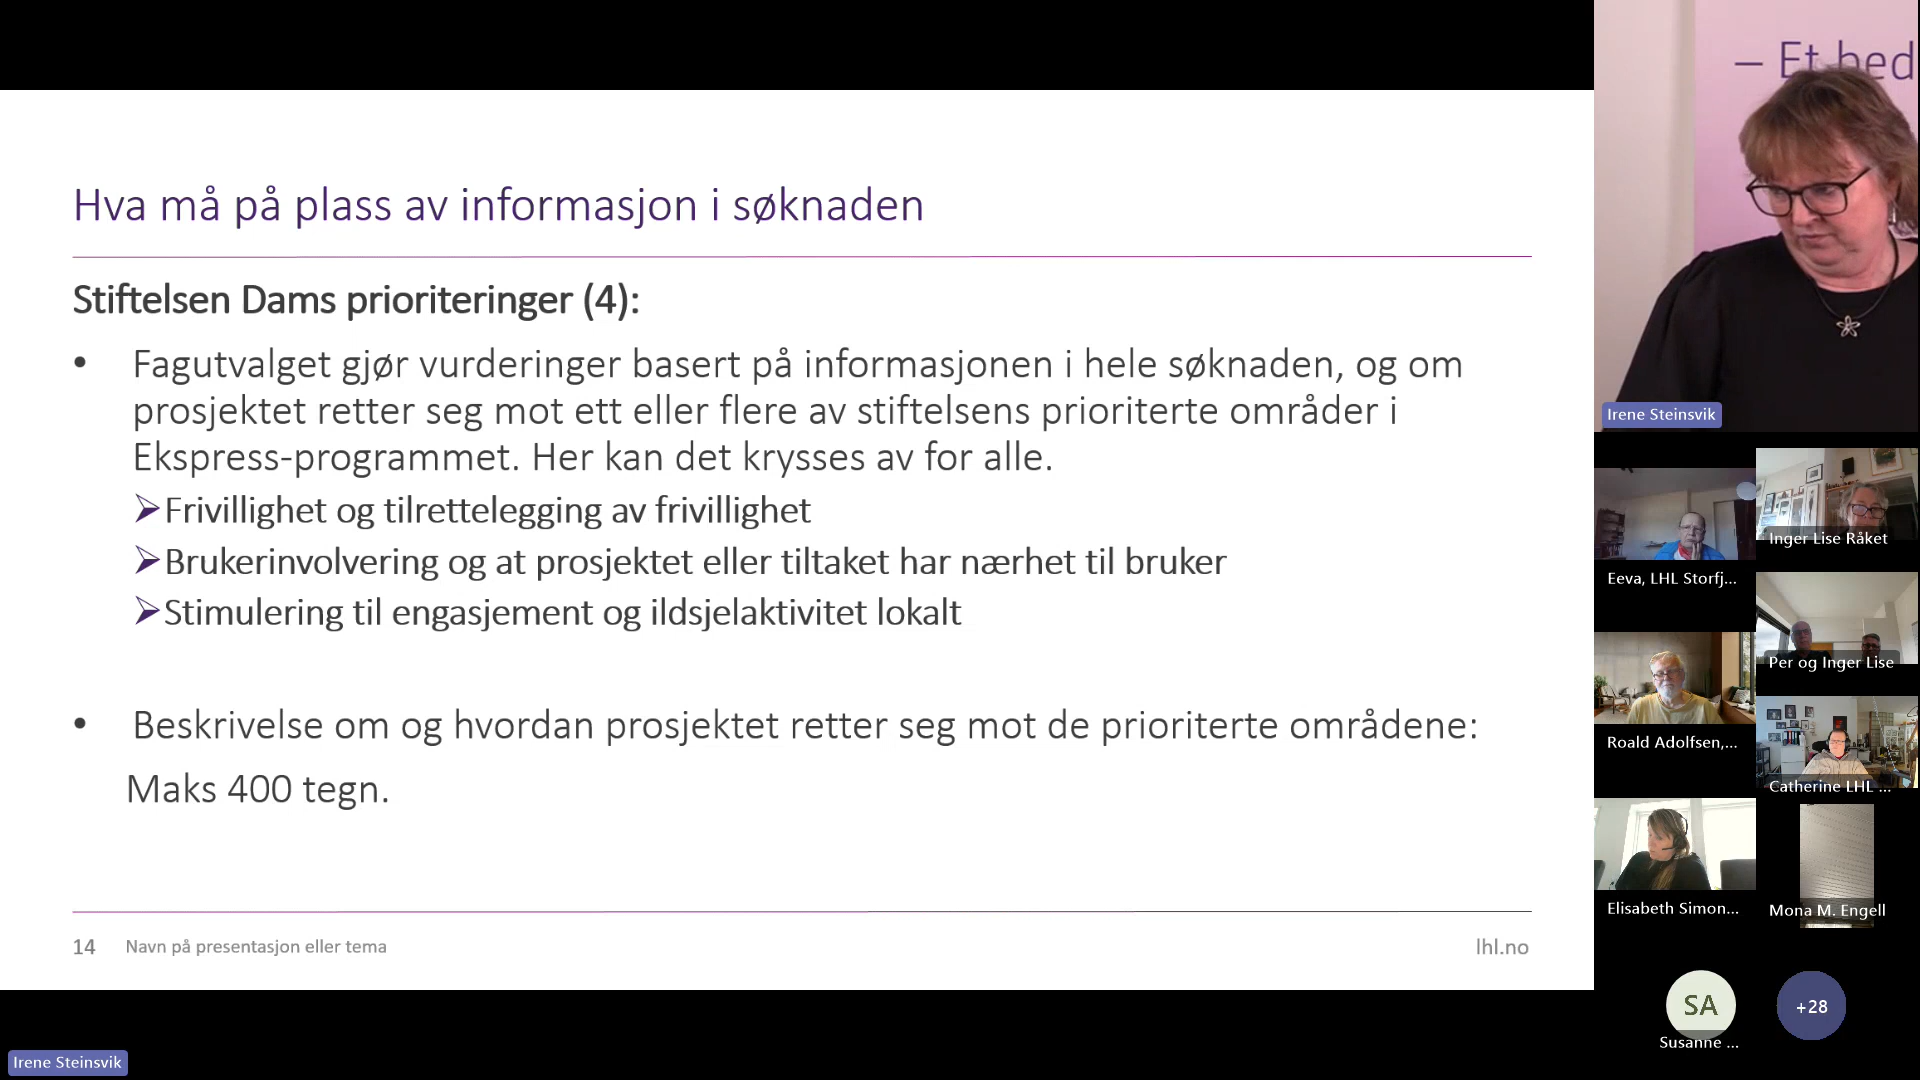 Hva må på plass av informasjon i søknaden
Stiftelsen Dams prioriteringer (4):
• Fagutvalget gjør vurderinger basert på informasjonen i hele søknaden, og om
prosjektet retter seg mot ett eller flere av stiftelsens prioriterte områder i
Ekspress-programmet. Her kan det krysses av for alle.
➢Frivillighet og tilrettelegging av frivillighet
➢Brukerinvolvering og at prosjektet eller tiltaket har nærhet til bruker
➢Stimulering til engasjement og ildsjelaktivitet lokalt
• Beskrivelse om og hvordan prosjektet retter seg mot de prioriterte områdene:
Maks 400 tegn.
14 Navn på presentasjon eller tema
lhl.no
Irene Steinsvik
– Et bed
Irene Steinsvik
Inger Lise Råket
Eeva, LHL Storfj...
Per og Inger Lise
Roald Adolfsen,...
Catherine LHL ...
Elisabeth Simon...
Mona M. Engell
SA
+28
Susanne ...